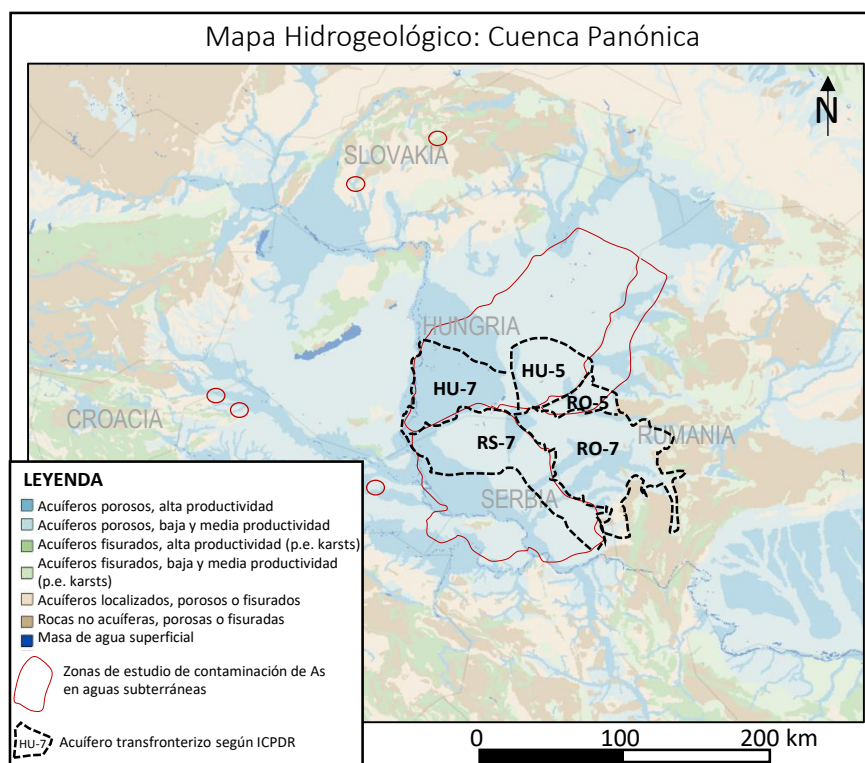 Mapa Hidrogeológico: Cuenca Panónica
N
SLOVAKIA
HUNGRIA
HU-5
HU-7
RO-5
CROACIA
RS-7
RO-7
RUMANIA
SERBIA
LEYENDA
Acuíferos porosos, alta productividad
Acuíferos porosos, baja y media productividad
Acuíferos fisurados, alta productividad (p.e. karsts)
Acuíferos fisurados, baja y media productividad
(p.e. karsts)
Acuíferos localizados, porosos o fisurados
Rocas no acuíferas, porosas o fisuradas
Masa de agua superficial
Zonas de estudio de contaminación de As
en aguas subterráneas
HU-7
Acuífero transfronterizo según ICPDR
0 100 200 km